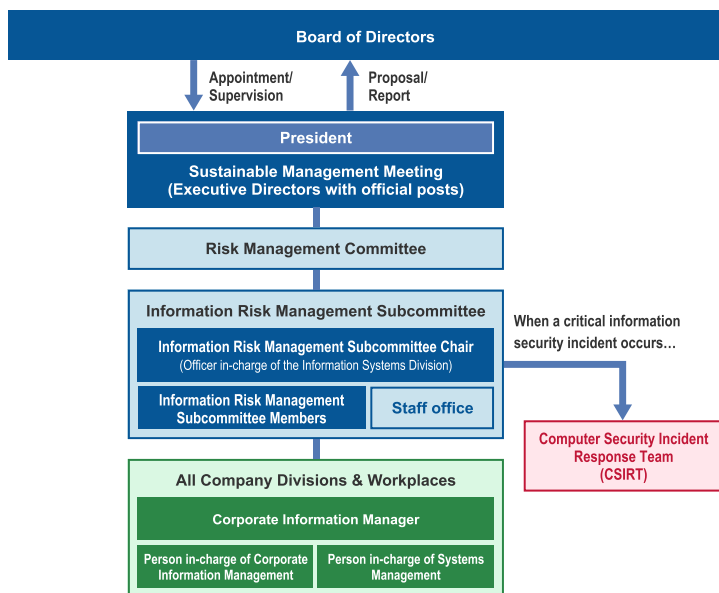 Board of Directors
Appointment/
Supervision
Proposal/
Report
President
Sustainable Management Meeting
(Executive Directors with official posts)
Risk Management Committee
Information Risk Management Subcommittee
Information Risk Management Subcommittee Chair
(Officer in-charge of the Information Systems Division)
Information Risk Management
Subcommittee Members
Staff office
When a critical information
security incident occurs…
Computer Security Incident
Response Team
(CSIRT)
All Company Divisions & Workplaces
Corporate Information Manager
Person in-charge of Corporate
Information Management
Person in-charge of Systems
Management